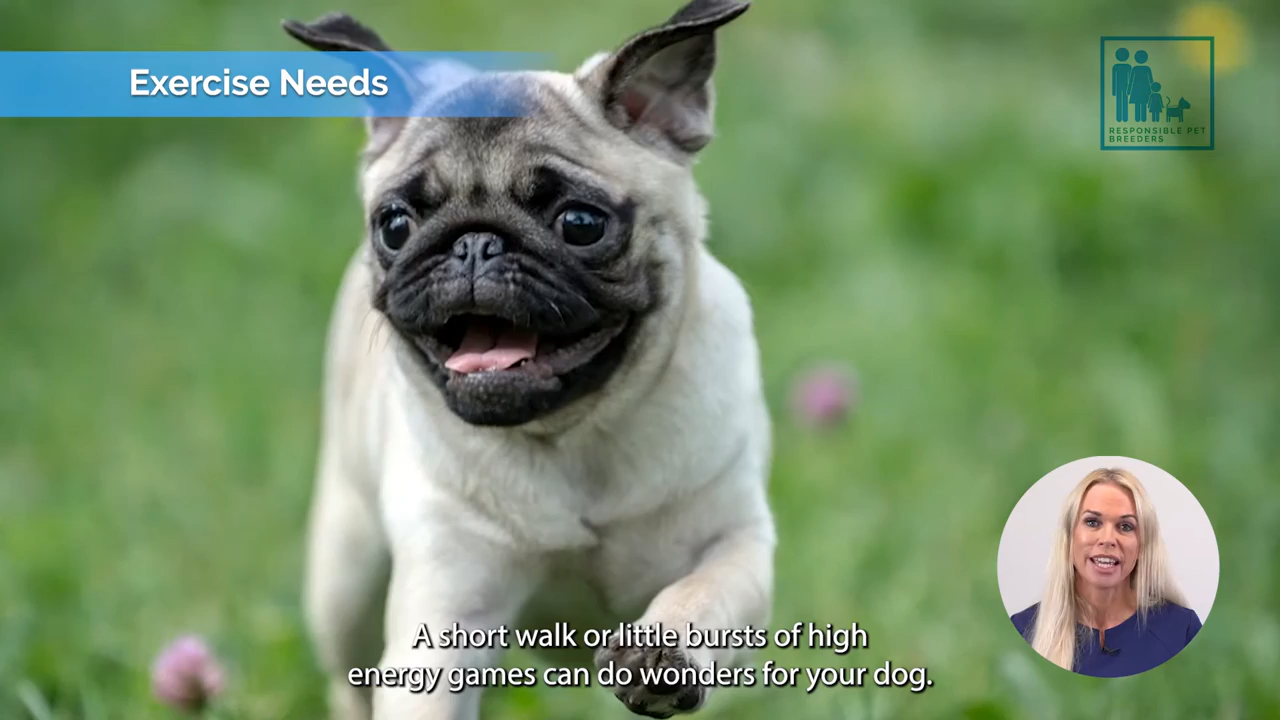 Exercise Needs
RESPONSIBLE PET
BREEDERS
A short walk or little bursts of high
energy games can do wonders for your dog.